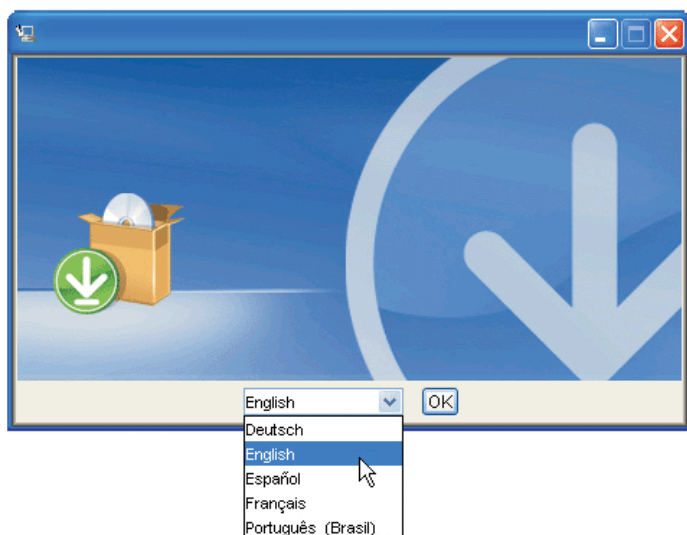 English
OK
Deutsch
English
Español
Français
Português (Brasil)